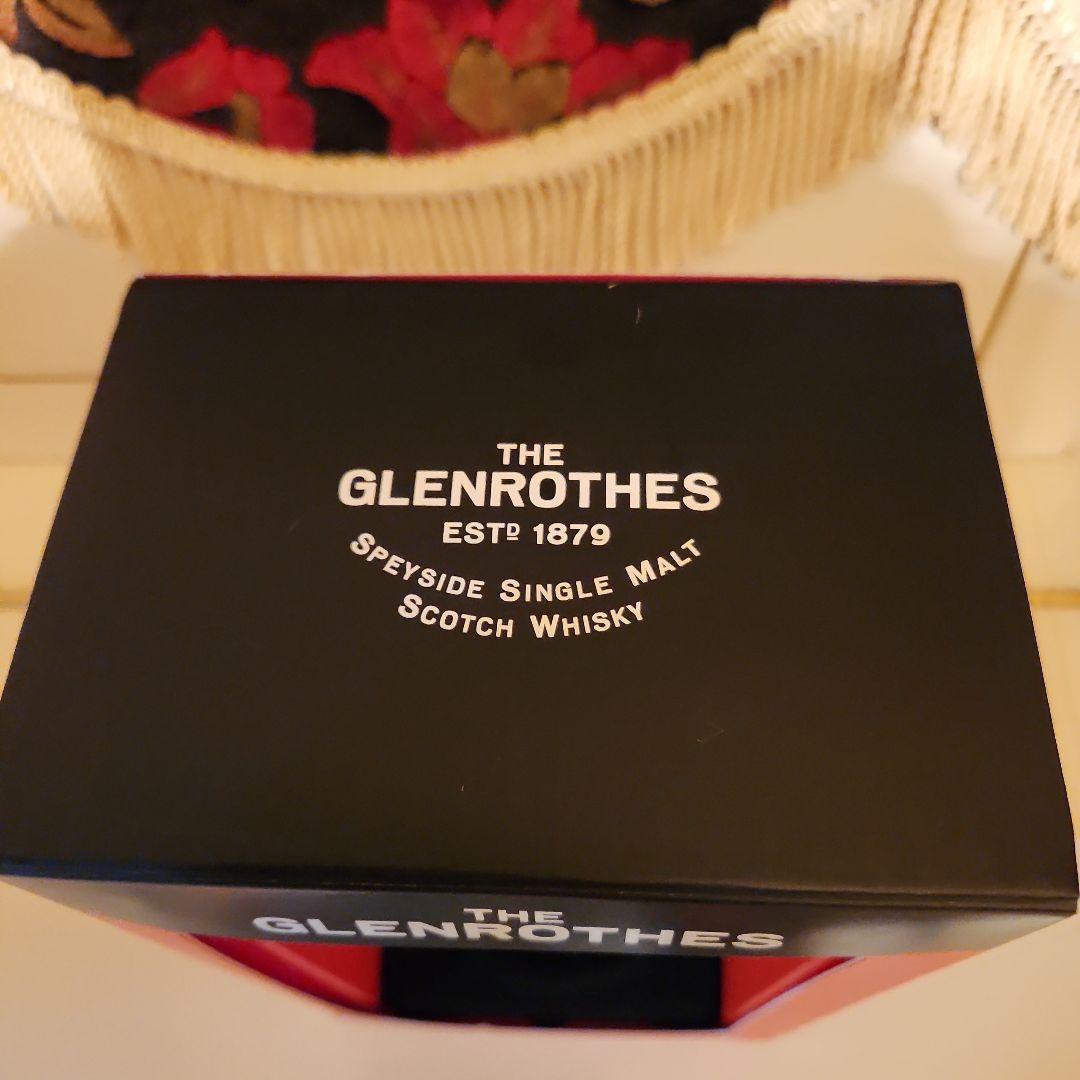 THE
GLENROTHES
ESTD 1879
SPEYSIDE SINGLE MALT
SCOTCH WHISKY
THE
GLENROTHES